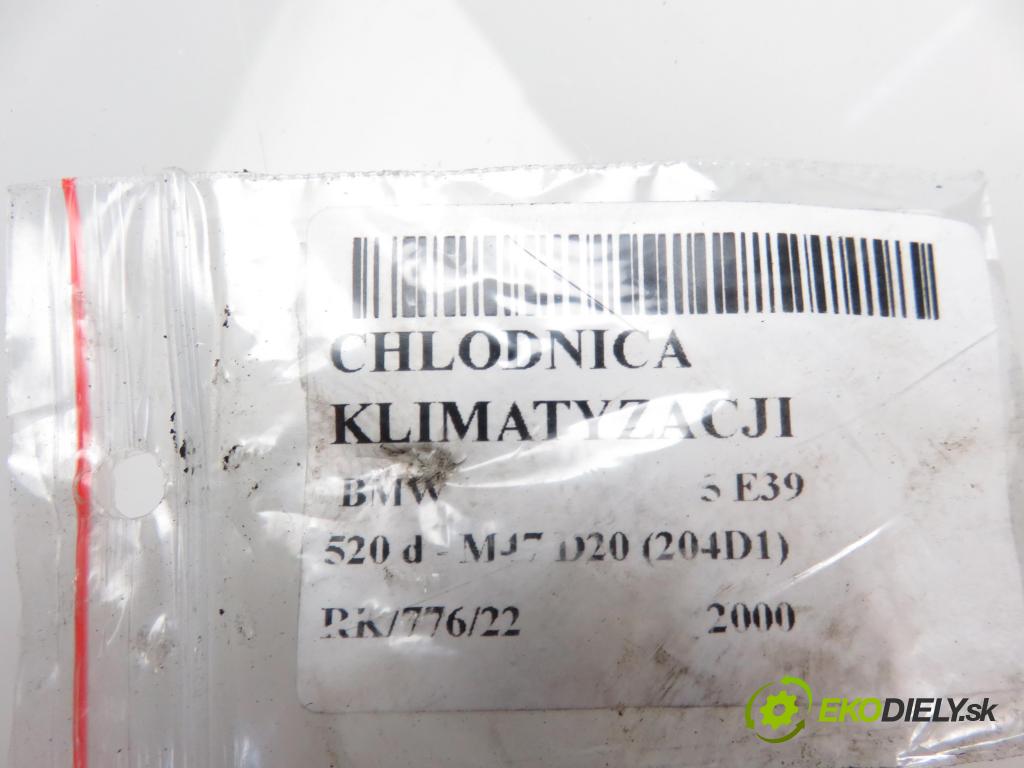 CHLODNICA
KLIMATYZACJI
BMW 5 E39
520 d - M47 D20 (204D1)
RK/776/22 2000
EKODIELY.sk